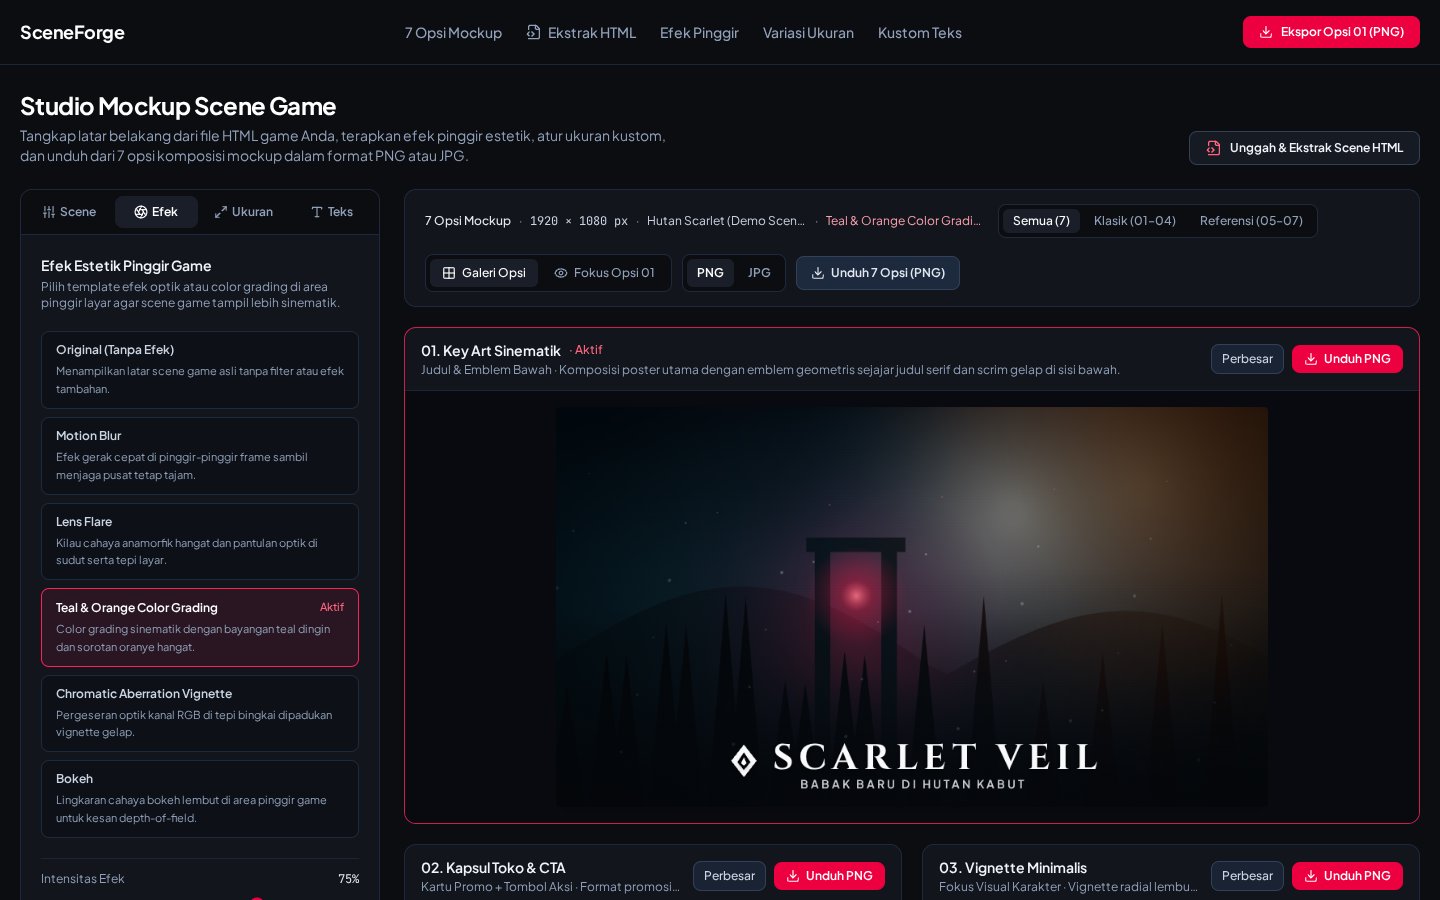 SceneForge
7 Opsi Mockup
Ekstrak HTML
Efek Pinggir
Variasi Ukuran
Kustom Teks
Ekspor Opsi 01 (PNG)
Studio Mockup Scene Game
Tangkap latar belakang dari file HTML game Anda, terapkan efek pinggir estetik, atur ukuran kustom,
dan unduh dari 7 opsi komposisi mockup dalam format PNG atau JPG.
Unggah & Ekstrak Scene HTML
Scene
Efek
Ukuran
Teks
Efek Estetik Pinggir Game
Pilih template efek optik atau color grading di area
pinggir layar agar scene game tampil lebih sinematik.
Original (Tanpa Efek)
Menampilkan latar scene game asli tanpa filter atau efek
tambahan.
Motion Blur
Efek gerak cepat di pinggir-pinggir frame sambil
menjaga pusat tetap tajam.
Lens Flare
Kilau cahaya anamorfik hangat dan pantulan optik di
sudut serta tepi layar.
Teal & Orange Color Grading
Aktif
Color grading sinematik dengan bayangan teal dingin
dan sorotan oranye hangat.
Chromatic Aberration Vignette
Pergeseran optik kanal RGB di tepi bingkai dipadukan
vignette gelap.
Bokeh
Lingkaran cahaya bokeh lembut di area pinggir game
untuk kesan depth-of-field.
Intensitas Efek
75%
7 Opsi Mockup · 1920 × 1080 px · Hutan Scarlet (Demo Scen... · Teal & Orange Color Gradi...
Semua (7)
Klasik (01–04)
Referensi (05–07)
Galeri Opsi
Fokus Opsi 01
PNG
JPG
Unduh 7 Opsi (PNG)
01. Key Art Sinematik · Aktif
Judul & Emblem Bawah · Komposisi poster utama dengan emblem geometris sejajar judul serif dan scrim gelap di sisi bawah.
Perbesar
Unduh PNG
SCARLET VEIL
BABAK BARU DI HUTAN KABUT
02. Kapsul Toko & CTA
Kartu Promo + Tombol Aksi · Format promosi...
Perbesar
Unduh PNG
03. Vignette Minimalis
Fokus Visual Karakter · Vignette radial lembu...
Perbesar
Unduh PNG